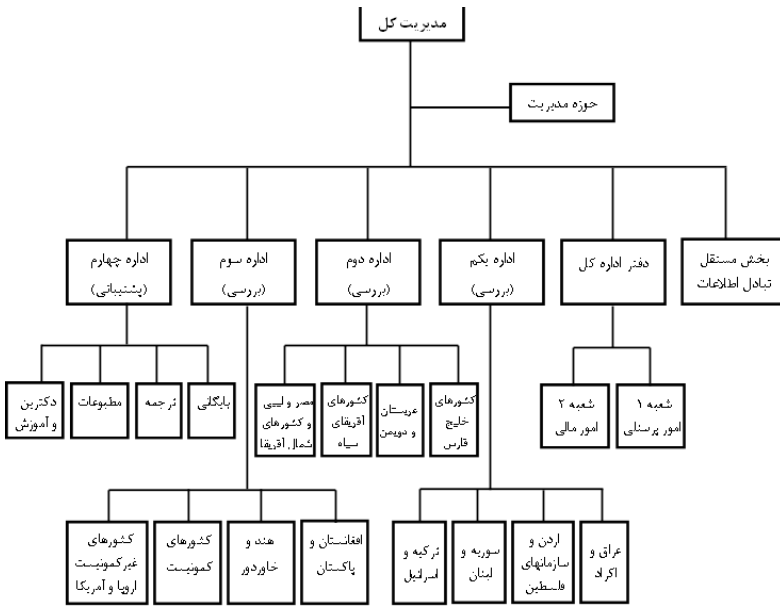 مدیریت کل
حوزه مدیریت
بخش مستقل
تبادل اطلاعات
دفتر اداره کل
اداره یکم
(بررسی)
اداره دوم
(بررسی)
اداره سوم
(بررسی)
اداره چهارم
(پشتیبانی)
شعبه ۱
امور پرسنلی
شعبه ۲
امور مالی
کشورهای
خلیج
فارس
عربستان
و دویمن
کشورهای
آفریقای
سیاه
مصر و لیبی
و کشورهای
شمال آفریقا
بایگانی
ترجمه
مطبوعات
دکترین
و آموزش
عراق و
اکراد
اردن و
سازمانهای
فلسطین
سوریه و
لبنان
ترکیه و
اسرائیل
افغانستان و
پاکستان
هند و
خاوردور
کشورهای
کمونیست
کشورهای
غیرکمونیست
اروپا و آمریکا